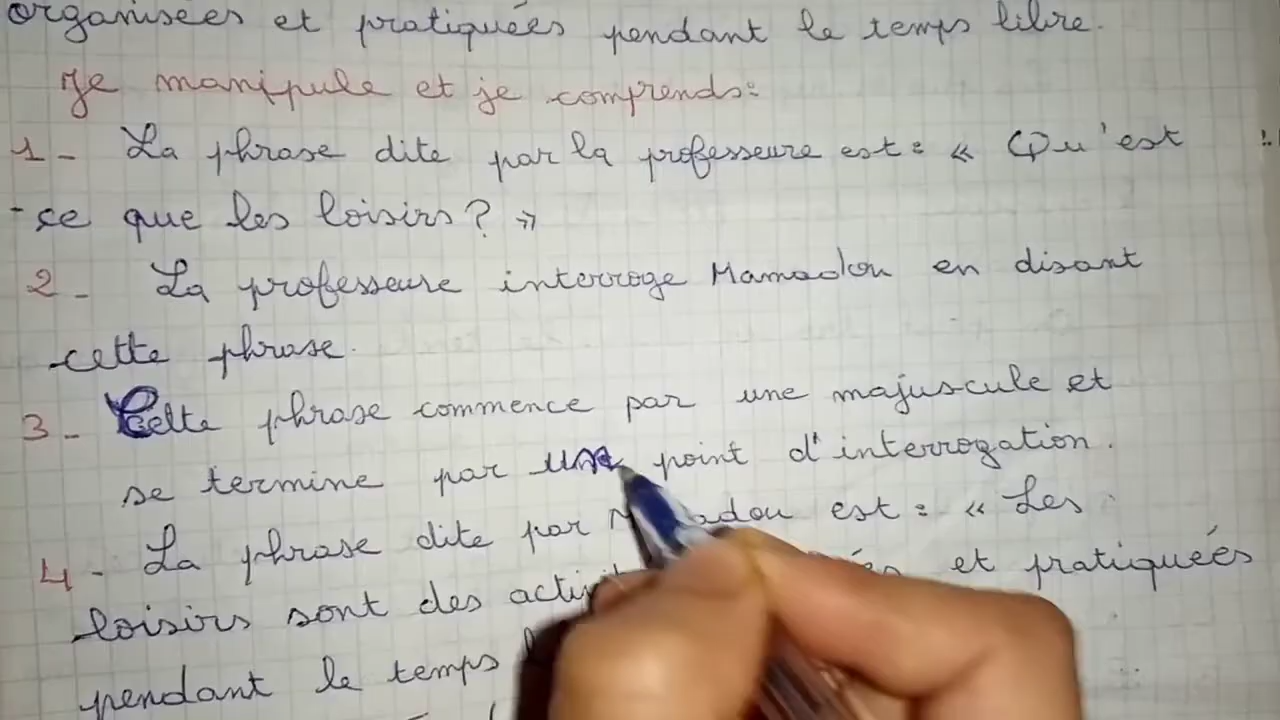 organisées et pratiquées pendant le temps libre.
Je manipule et je comprends:
1- La phrase dite par la professeure est: « Qu'est
-ce que les loisirs? »
2- La professeure interroge Mamadou en disant
cette phrase.
3- Cette phrase commence par une majuscule et
se termine par un point d'interrogation.
4- La phrase dite par est: « Les
loisirs sont des et pratiquées
pendant le temps